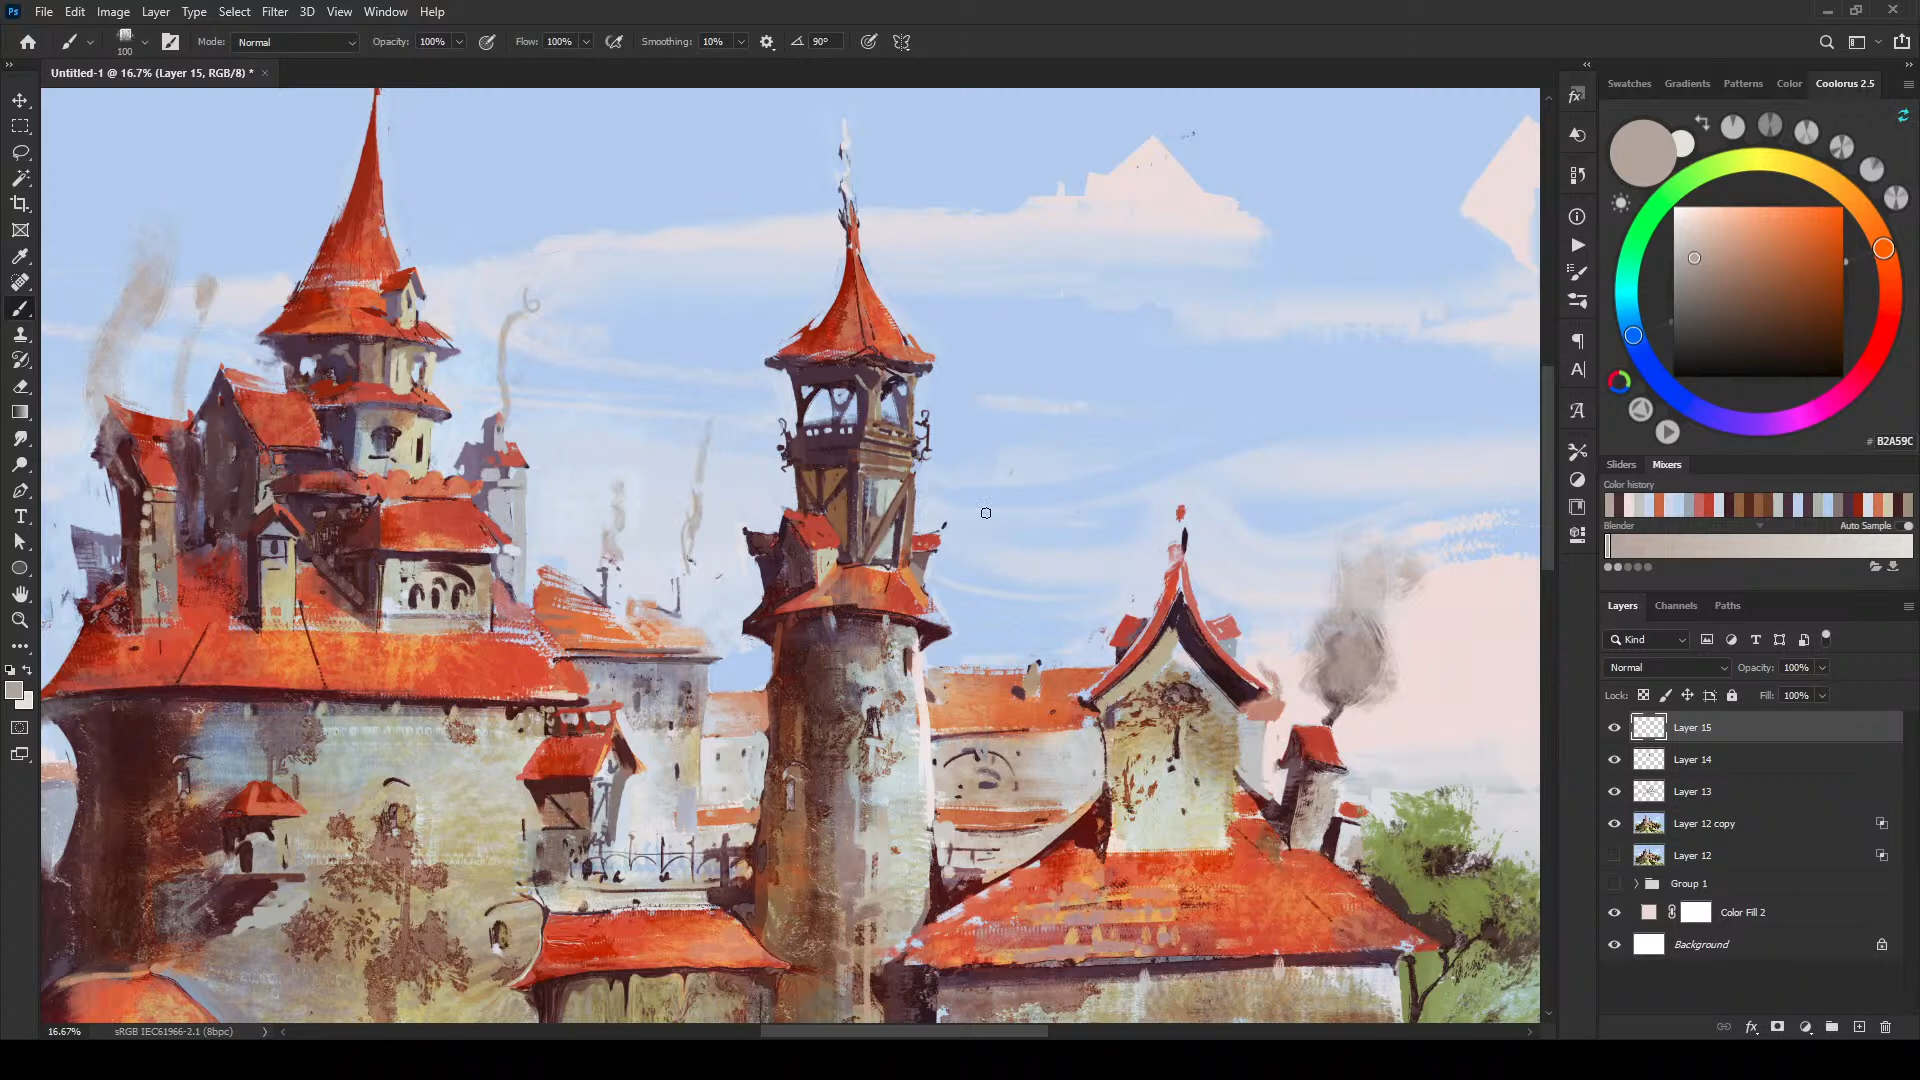 Ps File Edit Image Layer Type Select Filter 3D View Window Help
100 Mode: Normal Opacity: 100% Flow: 100% Smoothing: 10% 90°
Untitled-1 @ 16.7% (Layer 15, RGB/8) *
Swatches Gradients Patterns Color Coolorus 2.5
# B2A59C
Sliders Mixers
Color history
Blender Auto Sample
Layers Channels Paths
Kind
Normal Opacity: 100%
Lock: Fill: 100%
Layer 15
Layer 14
Layer 13
Layer 12 copy
Layer 12
Group 1
Color Fill 2
Background
16.67% sRGB IEC61966-2.1 (8bpc)